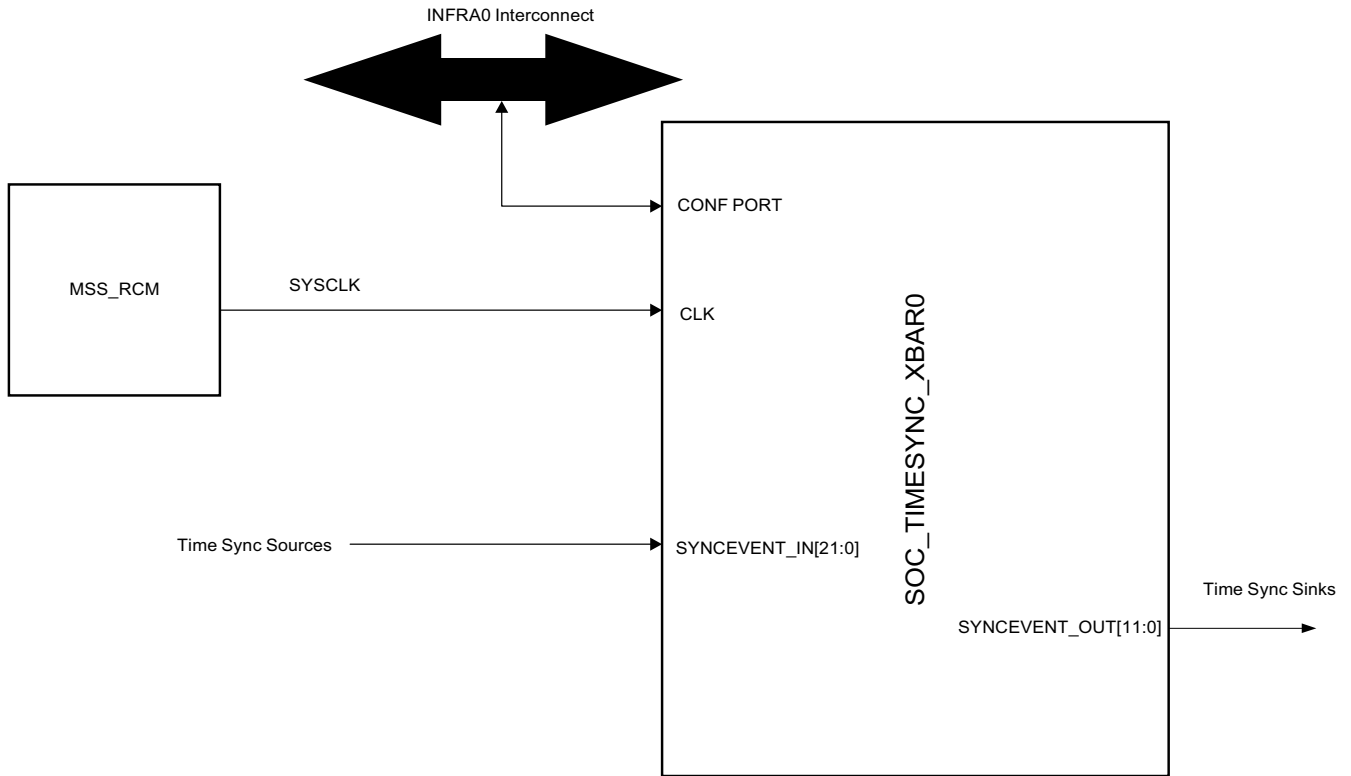 INFRA0 Interconnect
CONF PORT
MSS_RCM
SYSCLK
CLK
SOC_TIMESYNC_XBAR0
Time Sync Sources
SYNCEVENT_IN[21:0]
Time Sync Sinks
SYNCEVENT_OUT[11:0]